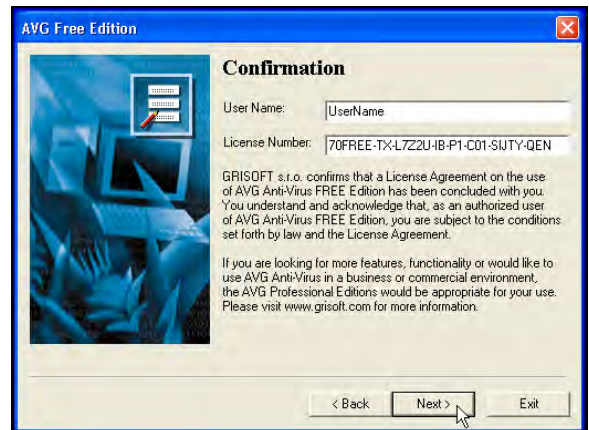 AVG Free Edition
Confirmation
User Name: UserName
License Number: 70FREE-TX-L7Z2U-IB-P1-C01-SIJTY-QEN
GRISOFT s.r.o. confirms that a License Agreement on the use
of AVG Anti-Virus FREE Edition has been concluded with you.
You understand and acknowledge that, as an authorized user
of AVG Anti-Virus FREE Edition, you are subject to the conditions
set forth by law and the License Agreement.
If you are looking for more features, functionality or would like to
use AVG Anti-Virus in a business or commercial environment,
the AVG Professional Editions would be appropriate for your use.
Please visit www.grisoft.com for more information.
< Back Next > Exit